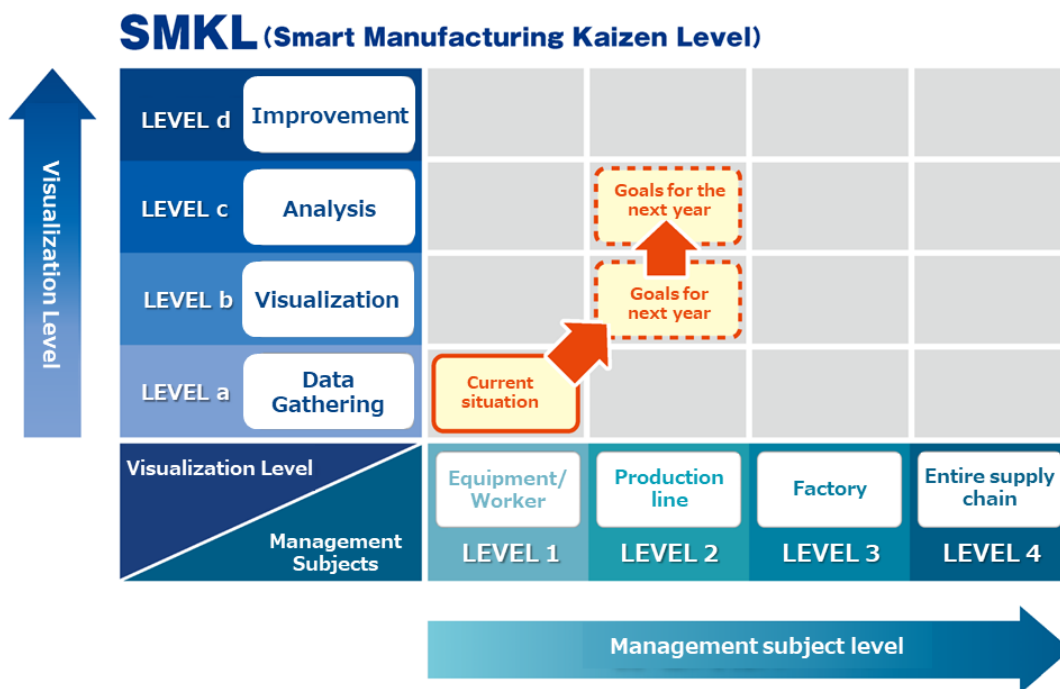 SMKL (Smart Manufacturing Kaizen Level)
Visualization Level
LEVEL d
Improvement
LEVEL c
Analysis
Goals for the
next year
LEVEL b
Visualization
Goals for
next year
LEVEL a
Data
Gathering
Current
situation
Visualization Level
Management
Subjects
Equipment/
Worker
LEVEL 1
Production
line
LEVEL 2
Factory
LEVEL 3
Entire supply
chain
LEVEL 4
Management subject level